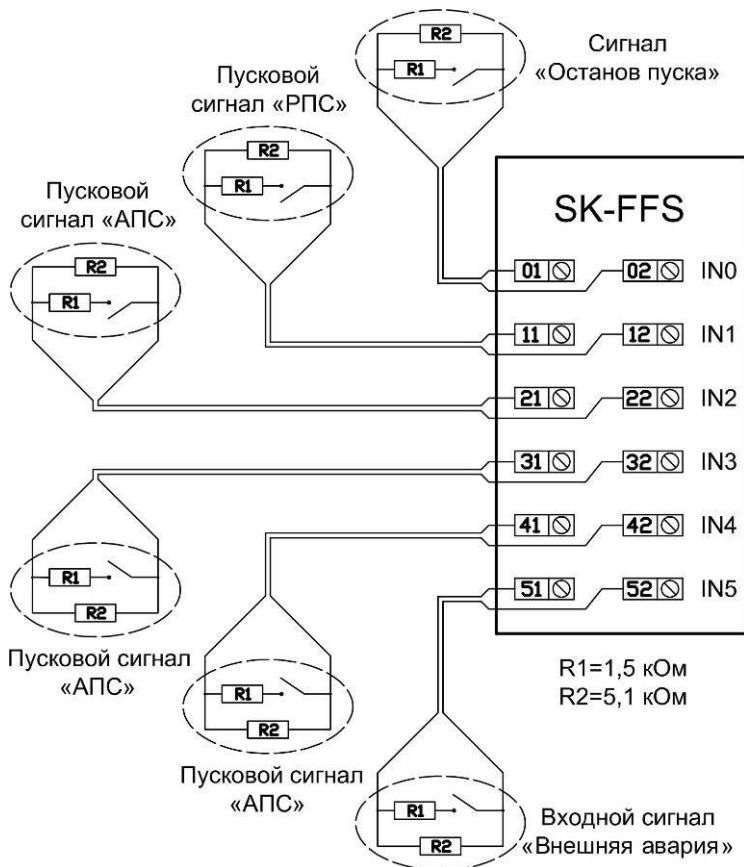 R2
R1
Сигнал
«Останов пуска»
Пусковой
сигнал «РПС»
R2
R1
Пусковой
сигнал «АПС»
R2
R1
SK-FFS
01 02 IN0
11 12 IN1
21 22 IN2
31 32 IN3
41 42 IN4
51 52 IN5
R1
R2
Пусковой сигнал
«АПС»
R1
R2
Пусковой сигнал
«АПС»
R1=1,5 кОм
R2=5,1 кОм
R1
R2
Входной сигнал
«Внешняя авария»